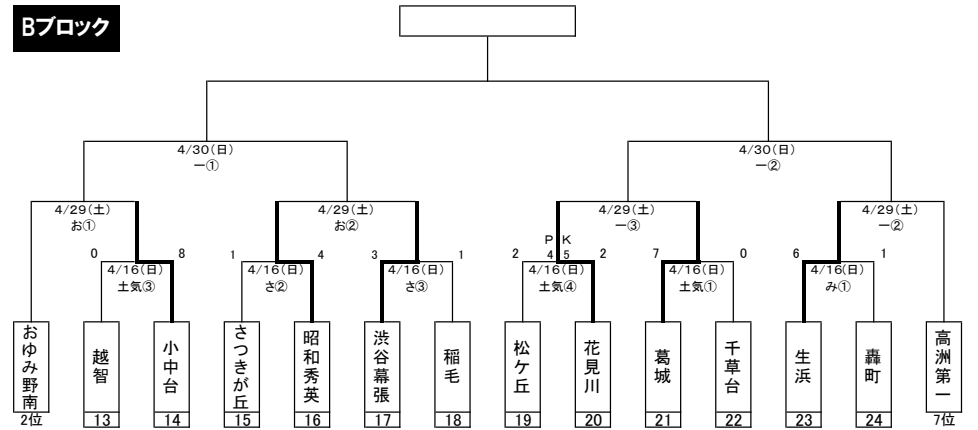 Bブロック
4/30(日)
一①
4/30(日)
一②
4/29(土)
お①
4/29(土)
お②
4/29(土)
一③
4/29(土)
一②
0
8
1
4
3
1
2
PK
4 5
2
7
0
6
1
4/16(日)
土気③
4/16(日)
さ②
4/16(日)
さ③
4/16(日)
土気④
4/16(日)
土気①
4/16(日)
み①
おゆみ野南
越智
小中台
さつきが丘
昭和秀英
渋谷幕張
稲毛
松ケ丘
花見川
葛城
千草台
生浜
轟町
高洲第一
2位
13
14
15
16
17
18
19
20
21
22
23
24
7位